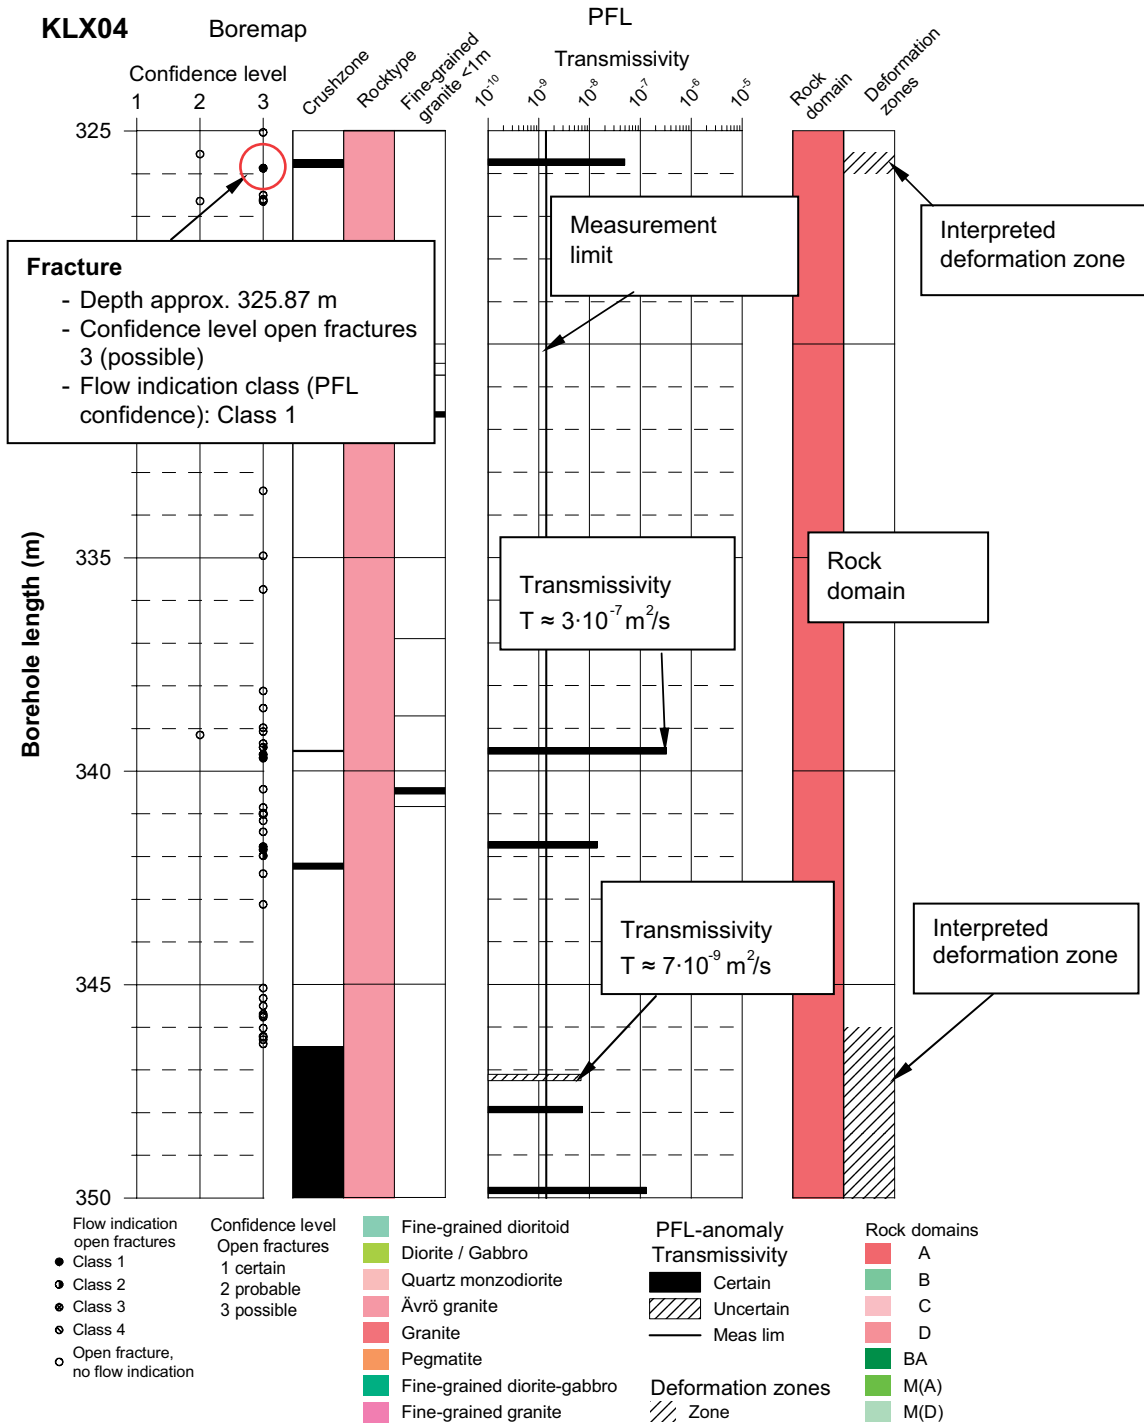 KLX04
Boremap
PFL
Confidence level
1 2 3
Crushzone
Rocktype
Fine-grained
granite <1m
Transmissivity
10⁻¹⁰ 10⁻⁹ 10⁻⁸ 10⁻⁷ 10⁻⁶ 10⁻⁵
Rock
domain
Deformation
zones
Borehole length (m)
325
335
340
345
350
Measurement
limit
Interpreted
deformation zone
Fracture
- Depth approx. 325.87 m
- Confidence level open fractures
3 (possible)
- Flow indication class (PFL
confidence): Class 1
Transmissivity
T ≈ 3·10⁻⁷ m²/s
Rock
domain
Transmissivity
T ≈ 7·10⁻⁹ m²/s
Interpreted
deformation zone
Flow indication
open fractures
Class 1
Class 2
Class 3
Class 4
Open fracture,
no flow indication
Confidence level
Open fractures
1 certain
2 probable
3 possible
Fine-grained dioritoid
Diorite / Gabbro
Quartz monzodiorite
Ävrö granite
Granite
Pegmatite
Fine-grained diorite-gabbro
Fine-grained granite
PFL-anomaly
Transmissivity
Certain
Uncertain
Meas lim
Deformation zones
Zone
Rock domains
A
B
C
D
BA
M(A)
M(D)